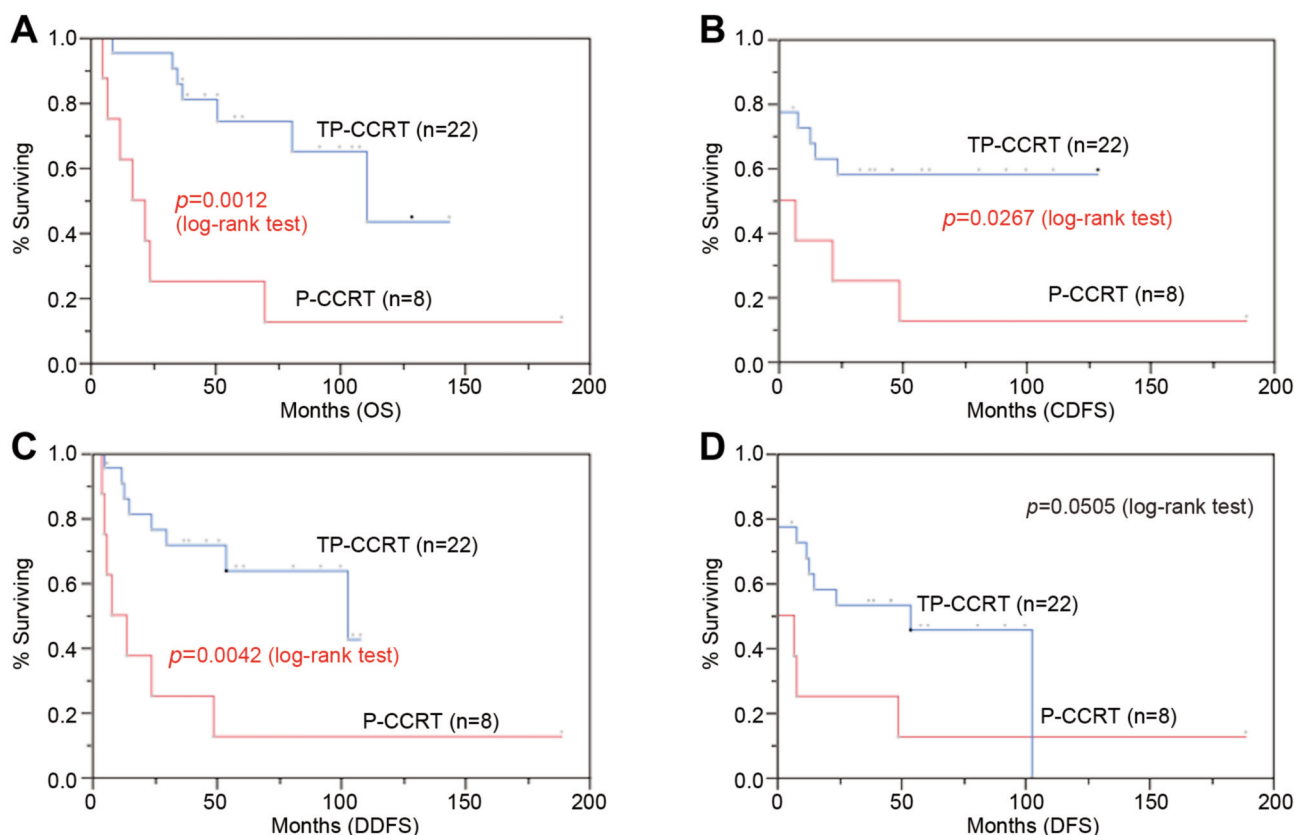 A
% Surviving
1.0
0.8
0.6
0.4
0.2
0.0
TP-CCRT (n=22)
p=0.0012
(log-rank test)
P-CCRT (n=8)
0 50 100 150 200
Months (OS)
B
% Surviving
1.0
0.8
0.6
0.4
0.2
0.0
TP-CCRT (n=22)
p=0.0267 (log-rank test)
P-CCRT (n=8)
0 50 100 150 200
Months (CDFS)
C
% Surviving
1.0
0.8
0.6
0.4
0.2
0.0
TP-CCRT (n=22)
p=0.0042 (log-rank test)
P-CCRT (n=8)
0 50 100 150 200
Months (DDFS)
D
% Surviving
1.0
0.8
0.6
0.4
0.2
0.0
p=0.0505 (log-rank test)
TP-CCRT (n=22)
P-CCRT (n=8)
0 50 100 150 200
Months (DFS)